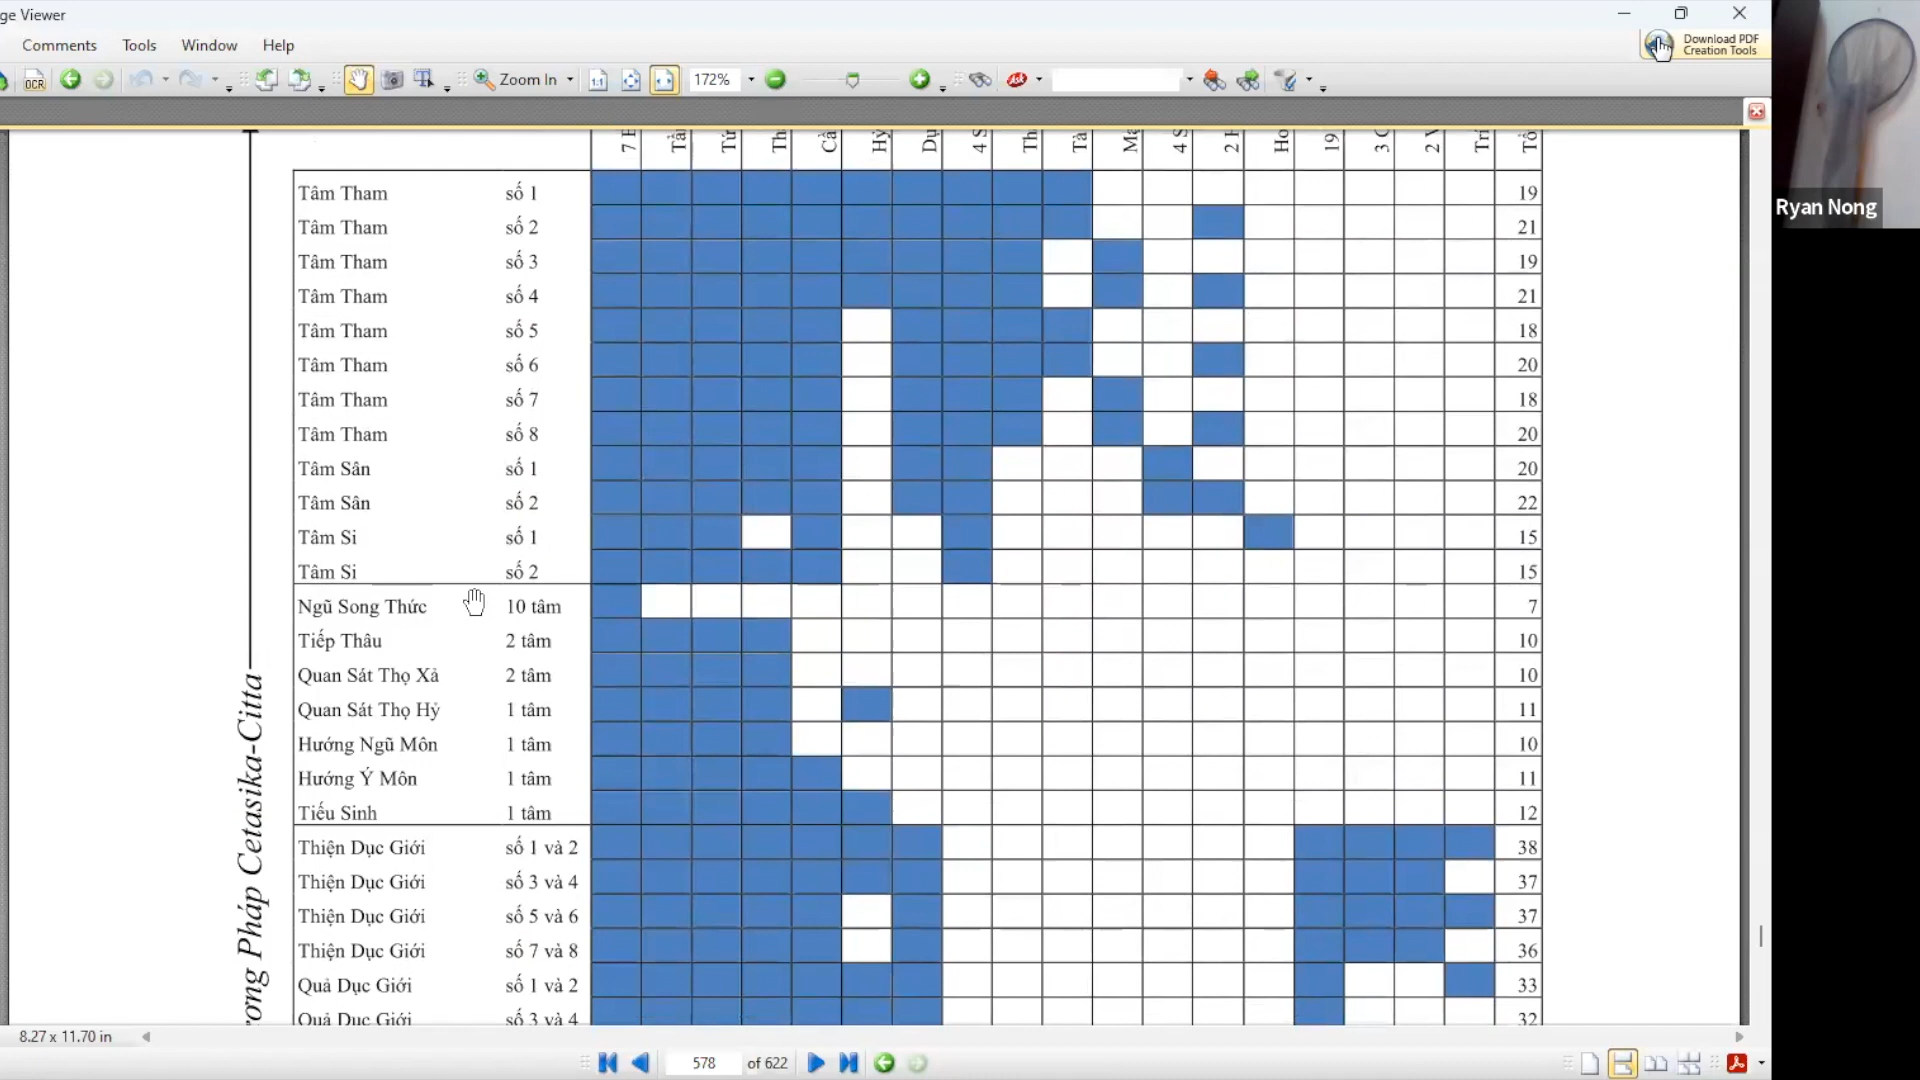 ge Viewer
Comments Tools Window Help
Download PDF
Creation Tools
OCR Zoom In 1:1 172% Ask
Ryan Nong
Tâm Tham số 1 19
Tâm Tham số 2 21
Tâm Tham số 3 19
Tâm Tham số 4 21
Tâm Tham số 5 18
Tâm Tham số 6 20
Tâm Tham số 7 18
Tâm Tham số 8 20
Tâm Sân số 1 20
Tâm Sân số 2 22
Tâm Si số 1 15
Tâm Si số 2 15
Ngũ Song Thức 10 tâm 7
Tiếp Thâu 2 tâm 10
Quan Sát Thọ Xả 2 tâm 10
Quan Sát Thọ Hỷ 1 tâm 11
Hướng Ngũ Môn 1 tâm 10
Hướng Ý Môn 1 tâm 11
Tiếu Sinh 1 tâm 12
Thiện Dục Giới số 1 và 2 38
Thiện Dục Giới số 3 và 4 37
Thiện Dục Giới số 5 và 6 37
Thiện Dục Giới số 7 và 8 36
Quả Dục Giới số 1 và 2 33
Quả Dục Giới số 3 và 4 32
ơng Pháp Cetasika-Citta
8.27 x 11.70 in
578 of 622